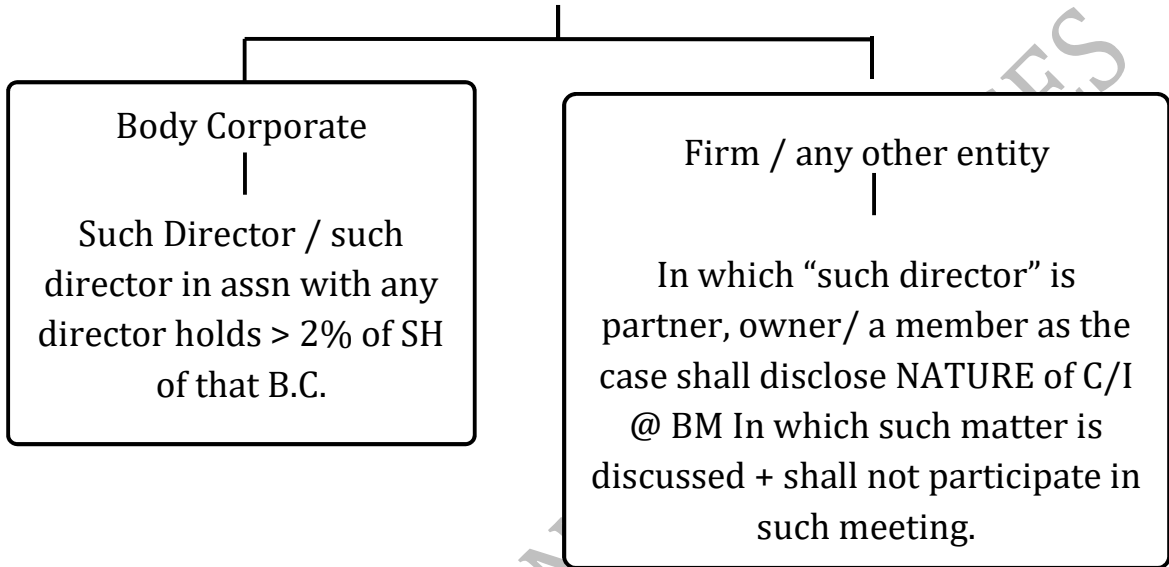 Body Corporate
Such Director / such
director in assn with any
director holds > 2% of SH
of that B.C.
Firm / any other entity
In which “such director” is
partner, owner/ a member as the
case shall disclose NATURE of C/I
@ BM In which such matter is
discussed + shall not participate in
such meeting.